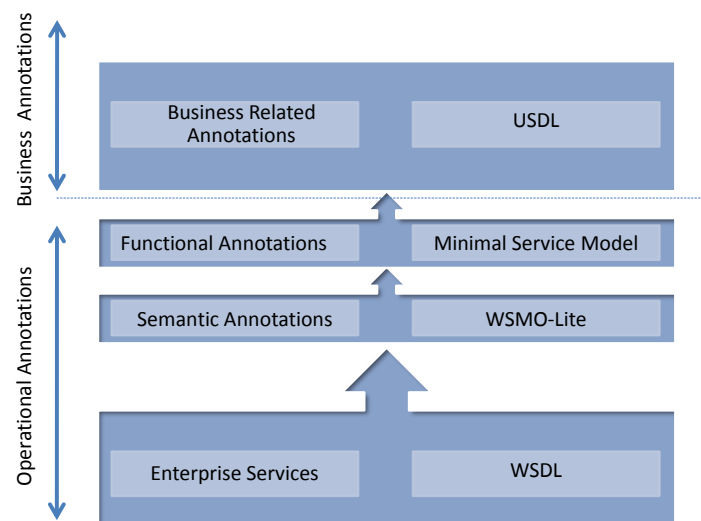 Business Annotations
Business Related
Annotations
USDL
Operational Annotations
Functional Annotations
Minimal Service Model
Semantic Annotations
WSMO-Lite
Enterprise Services
WSDL